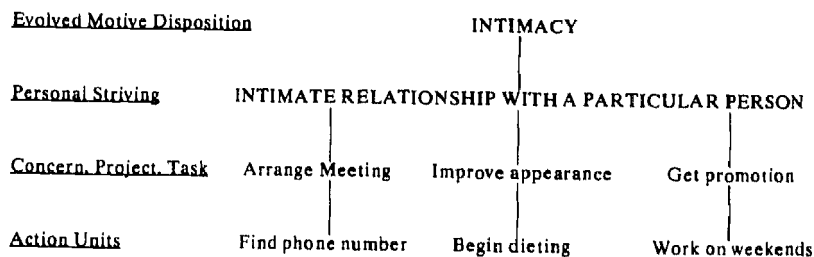 Evolved Motive Disposition INTIMACY
Personal Striving INTIMATE RELATIONSHIP WITH A PARTICULAR PERSON
Concern, Project, Task Arrange Meeting Improve appearance Get promotion
Action Units Find phone number Begin dieting Work on weekends